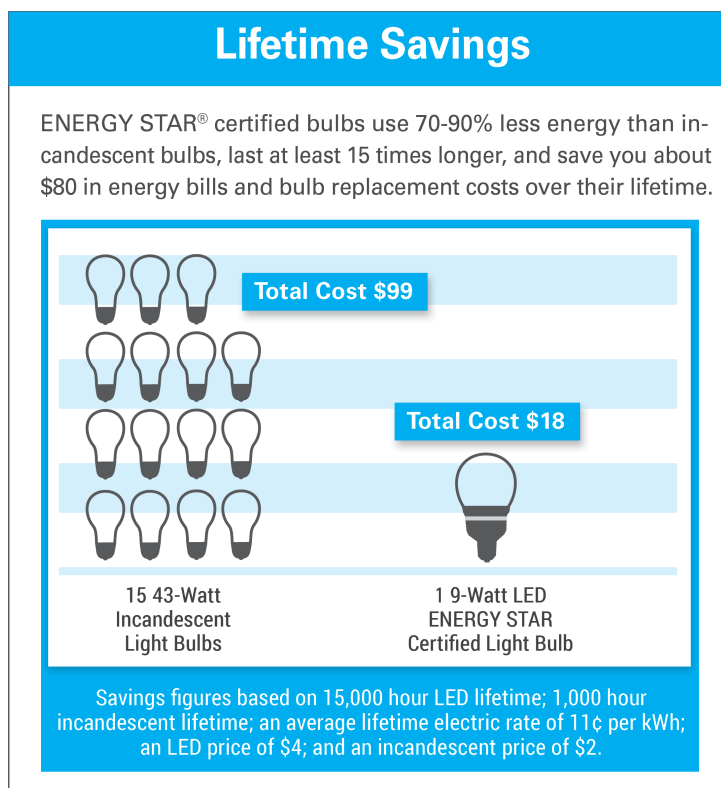 Lifetime Savings
ENERGY STAR® certified bulbs use 70-90% less energy than in-
candescent bulbs, last at least 15 times longer, and save you about
$80 in energy bills and bulb replacement costs over their lifetime.
Total Cost $99
Total Cost $18
15 43-Watt
Incandescent
Light Bulbs
1 9-Watt LED
ENERGY STAR
Certified Light Bulb
Savings figures based on 15,000 hour LED lifetime; 1,000 hour
incandescent lifetime; an average lifetime electric rate of 11¢ per kWh;
an LED price of $4; and an incandescent price of $2.